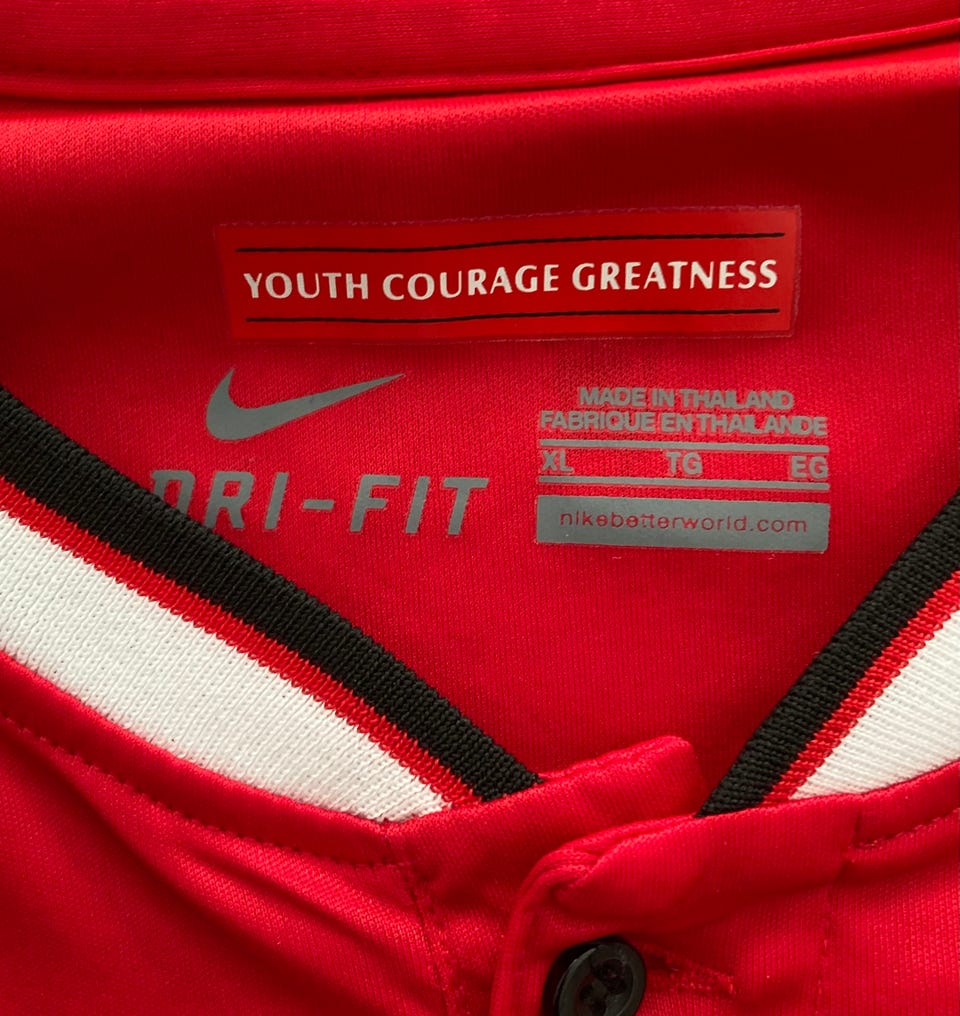 YOUTH COURAGE GREATNESS
DRI-FIT
MADE IN THAILAND
FABRIQUE EN THAILANDE
XL TG EG
nikebetterworld.com